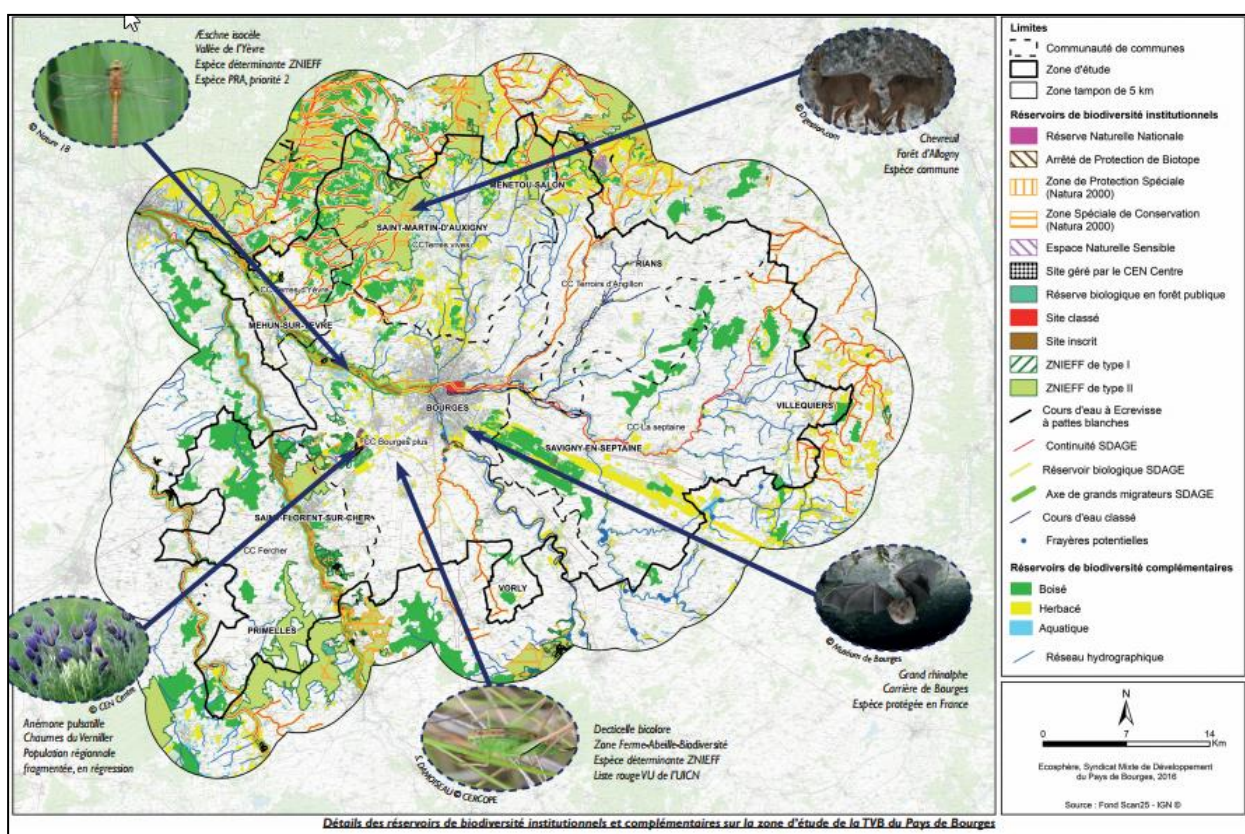 Æschne isocèle
Vallée de l'Yèvre
Espèce déterminante ZNIEFF
Espèce PRA, priorité 2
© Nature 18
© Dgession.com
Chevreuil
Forêt d'Allogny
Espèce commune
MENETOU-SALON
SAINT-MARTIN-D'AUXIGNY
CC Terres vives
RIANS
CC Terroirs d'Angillon
CC Terres d'Yèvre
MEHUN-SUR-YEVRE
BOURGES
VILLEQUIERS
CC La septaine
CC Bourges plus
SAVIGNY-EN-SEPTAINE
SAINT-FLORENT-SUR-CHER
CC Fercher
VORLY
PRIMELLES
© CEN Centre
Anémone pulsatille
Chaumes du Verniller
Population régionale
fragmentée, en régression
S. DAMOISEAU © CERCOPE
Decticelle bicolore
Zone Ferme-Abeille-Biodiversité
Espèce déterminante ZNIEFF
Liste rouge VU de l'UICN
© Muséum de Bourges
Grand rhinolphe
Carrière de Bourges
Espèce protégée en France
Limites
Communauté de communes
Zone d'étude
Zone tampon de 5 km
Réservoirs de biodiversité institutionnels
Réserve Naturelle Nationale
Arrêté de Protection de Biotope
Zone de Protection Spéciale
(Natura 2000)
Zone Spéciale de Conservation
(Natura 2000)
Espace Naturelle Sensible
Site géré par le CEN Centre
Réserve biologique en forêt publique
Site classé
Site inscrit
ZNIEFF de type I
ZNIEFF de type II
Cours d'eau à Ecrevisse
à pattes blanches
Continuité SDAGE
Réservoir biologique SDAGE
Axe de grands migrateurs SDAGE
Cours d'eau classé
Frayères potentielles
Réservoirs de biodiversité complémentaires
Boisé
Herbacé
Aquatique
Réseau hydrographique
N
0 7 14
Km
Ecosphère, Syndicat Mixte de Développement
du Pays de Bourges, 2016
Source : Fond Scan25 - IGN ©
Détails des réservoirs de biodiversité institutionnels et complémentaires sur la zone d'étude de la TVB du Pays de Bourges